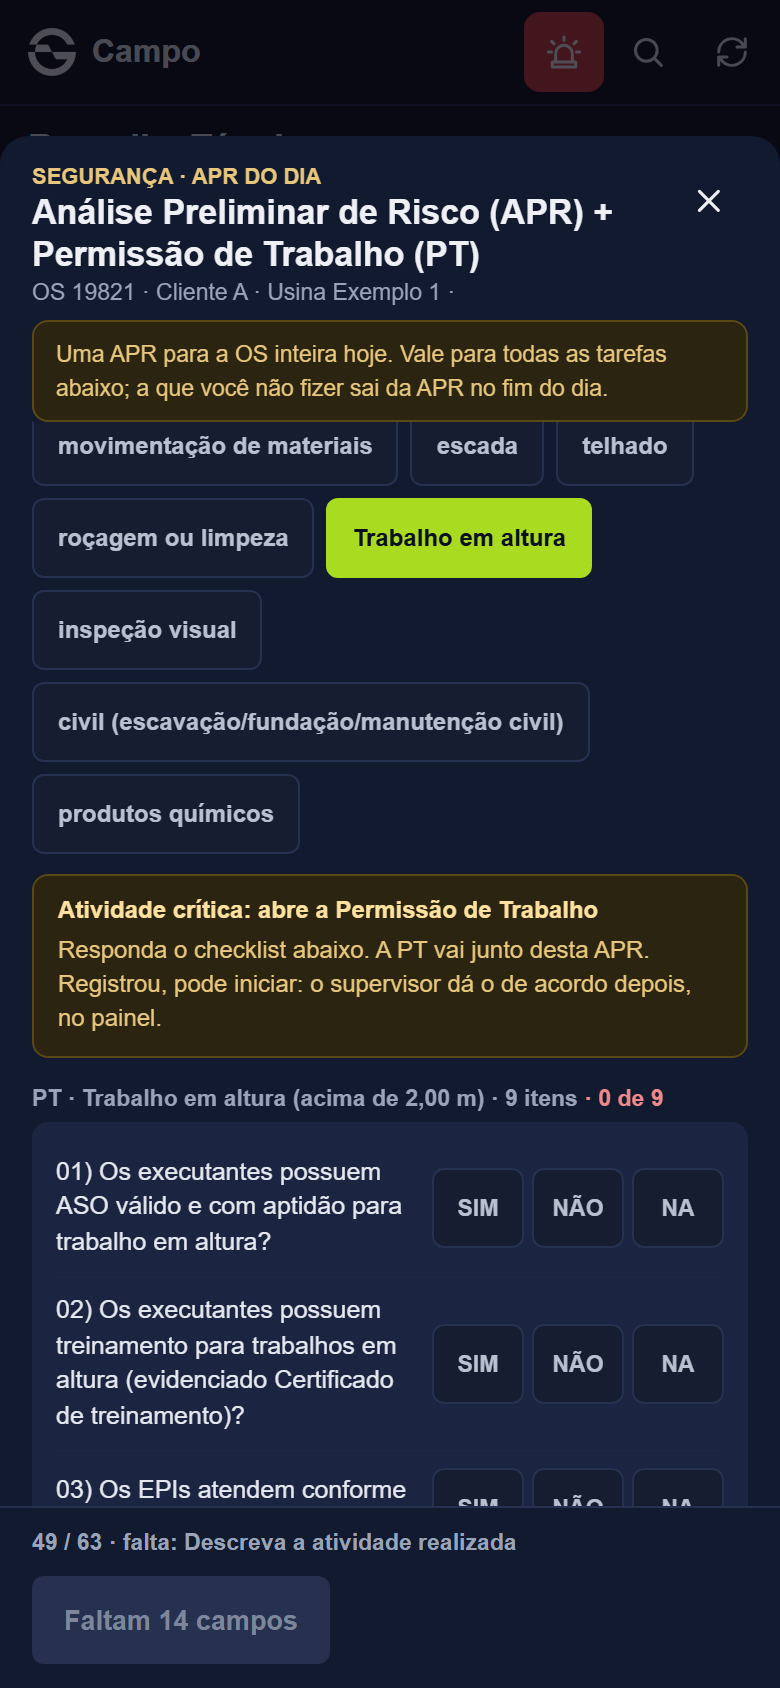 Campo
SEGURANÇA · APR DO DIA
Análise Preliminar de Risco (APR) +
Permissão de Trabalho (PT)
OS 19821 · Cliente A · Usina Exemplo 1 ·
Uma APR para a OS inteira hoje. Vale para todas as tarefas
abaixo; a que você não fizer sai da APR no fim do dia.
movimentação de materiais
escada
telhado
roçagem ou limpeza
Trabalho em altura
inspeção visual
civil (escavação/fundação/manutenção civil)
produtos químicos
Atividade crítica: abre a Permissão de Trabalho
Responda o checklist abaixo. A PT vai junto desta APR.
Registrou, pode iniciar: o supervisor dá o de acordo depois,
no painel.
PT · Trabalho em altura (acima de 2,00 m) · 9 itens · 0 de 9
01) Os executantes possuem
ASO válido e com aptidão para
trabalho em altura?
SIM NÃO NA
02) Os executantes possuem
treinamento para trabalhos em
altura (evidenciado Certificado
de treinamento)?
SIM NÃO NA
03) Os EPIs atendem conforme
SIM NÃO NA
49 / 63 · falta: Descreva a atividade realizada
Faltam 14 campos